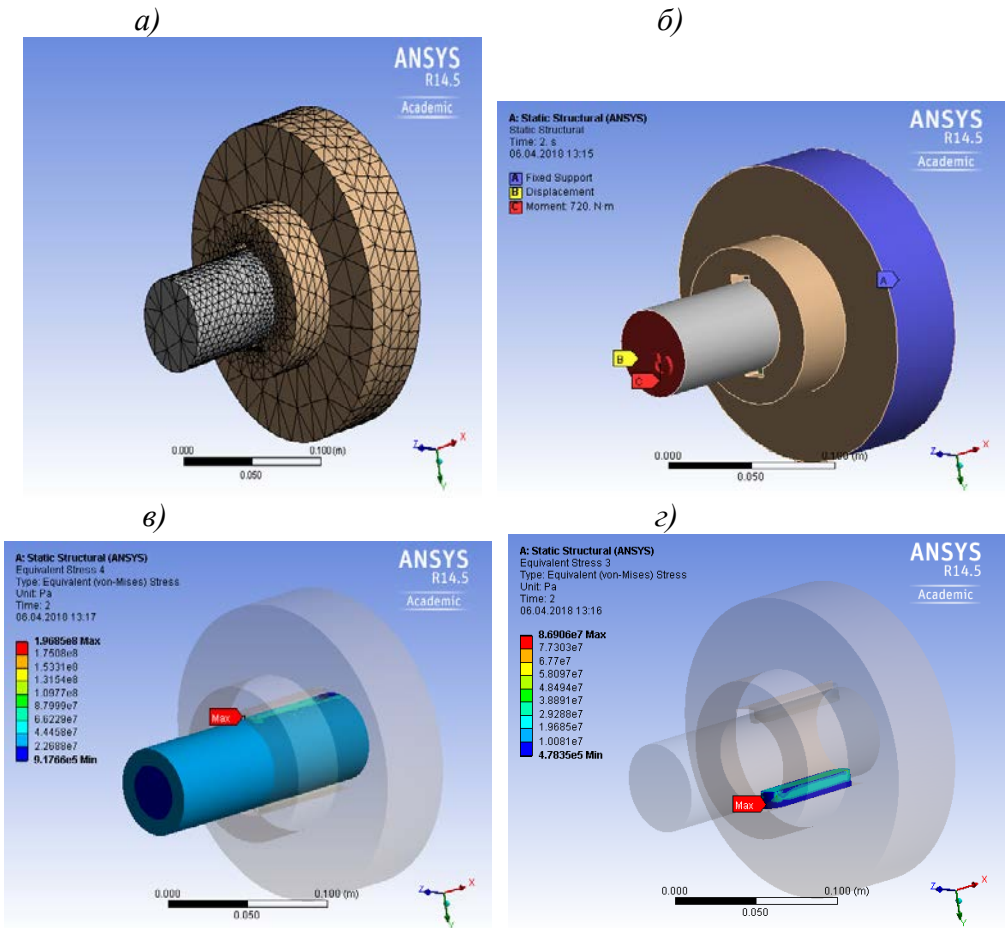 а)
б)
ANSYS
R14.5
Academic
0.000
0.100 (m)
0.050
Z
X
Y
A: Static Structural (ANSYS)
Static Structural
Time: 2. s
06.04.2018 13:15
A Fixed Support
B Displacement
C Moment: 720. N·m
ANSYS
R14.5
Academic
A
B
C
0.000
0.100 (m)
0.050
Z
X
Y
в)
г)
A: Static Structural (ANSYS)
Equivalent Stress 4
Type: Equivalent (von-Mises) Stress
Unit: Pa
Time: 2
06.04.2018 13:17
1.9685e8 Max
1.7508e8
1.5331e8
1.3154e8
1.0977e8
8.7999e7
6.6229e7
4.4458e7
2.2688e7
9.1766e5 Min
ANSYS
R14.5
Academic
Max
0.000
0.100 (m)
0.050
Z
X
Y
A: Static Structural (ANSYS)
Equivalent Stress 3
Type: Equivalent (von-Mises) Stress
Unit: Pa
Time: 2
06.04.2018 13:16
8.6906e7 Max
7.7303e7
6.77e7
5.8097e7
4.8494e7
3.8891e7
2.9288e7
1.9685e7
1.0081e7
4.7835e5 Min
ANSYS
R14.5
Academic
Max
0.000
0.100 (m)
0.050
Z
X
Y